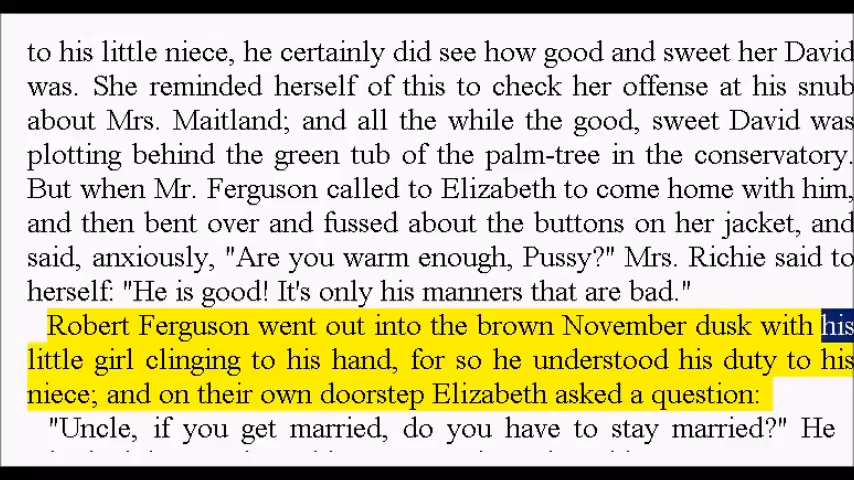 to his little niece, he certainly did see how good and sweet her David
was. She reminded herself of this to check her offense at his snub
about Mrs. Maitland; and all the while the good, sweet David was
plotting behind the green tub of the palm-tree in the conservatory.
But when Mr. Ferguson called to Elizabeth to come home with him,
and then bent over and fussed about the buttons on her jacket, and
said, anxiously, "Are you warm enough, Pussy?" Mrs. Richie said to
herself: "He is good! It's only his manners that are bad."
Robert Ferguson went out into the brown November dusk with his
little girl clinging to his hand, for so he understood his duty to his
niece; and on their own doorstep Elizabeth asked a question:
"Uncle, if you get married, do you have to stay married?" He